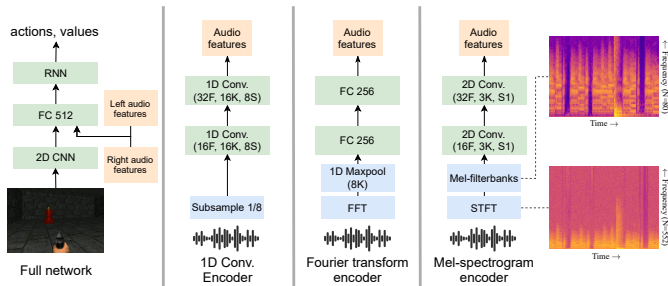 actions, values
RNN
FC 512
Left audio
features
2D CNN
Right audio
features
Full network
Audio
features
1D Conv.
(32F, 16K, 8S)
1D Conv.
(16F, 16K, 8S)
Subsample 1/8
1D Conv.
Encoder
Audio
features
FC 256
FC 256
1D Maxpool
(8K)
FFT
Fourier transform
encoder
Audio
features
2D Conv.
(32F, 3K, S1)
2D Conv.
(16F, 3K, S1)
Mel-filterbanks
STFT
Mel-spectrogram
encoder
← Frequency (N=80)
Time →
← Frequency (N=552)
Time →